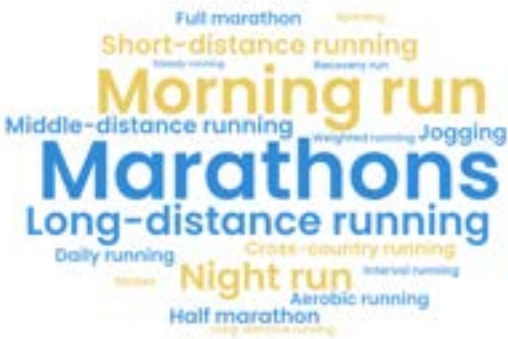 Full marathon
Short-distance running
Steady running
Recovery run
Morning run
Middle-distance running
Weighted running
Jogging
Marathons
Long-distance running
Cross-country running
Daily running
Night run
Interval running
Aerobic running
Half marathon